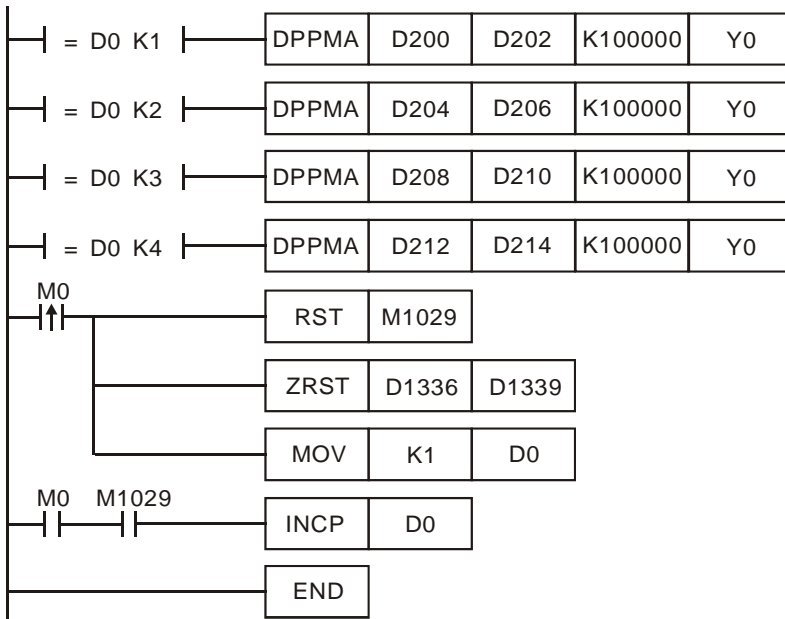 = D0 K1 DPPMA D200 D202 K100000 Y0
= D0 K2 DPPMA D204 D206 K100000 Y0
= D0 K3 DPPMA D208 D210 K100000 Y0
= D0 K4 DPPMA D212 D214 K100000 Y0
M0
RST M1029
ZRST D1336 D1339
MOV K1 D0
M0 M1029
INCP D0
END